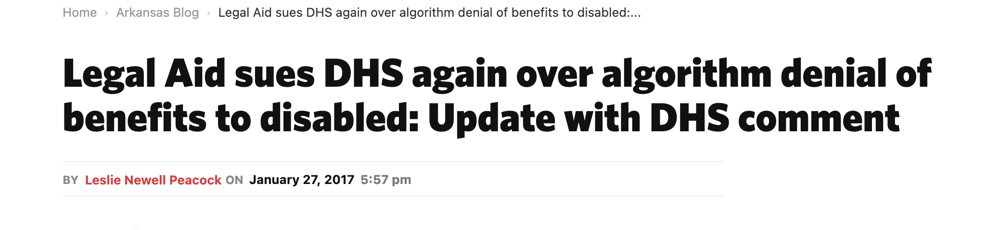 Home › Arkansas Blog › Legal Aid sues DHS again over algorithm denial of benefits to disabled:...
Legal Aid sues DHS again over algorithm denial of
benefits to disabled: Update with DHS comment
BY Leslie Newell Peacock ON January 27, 2017 5:57 pm